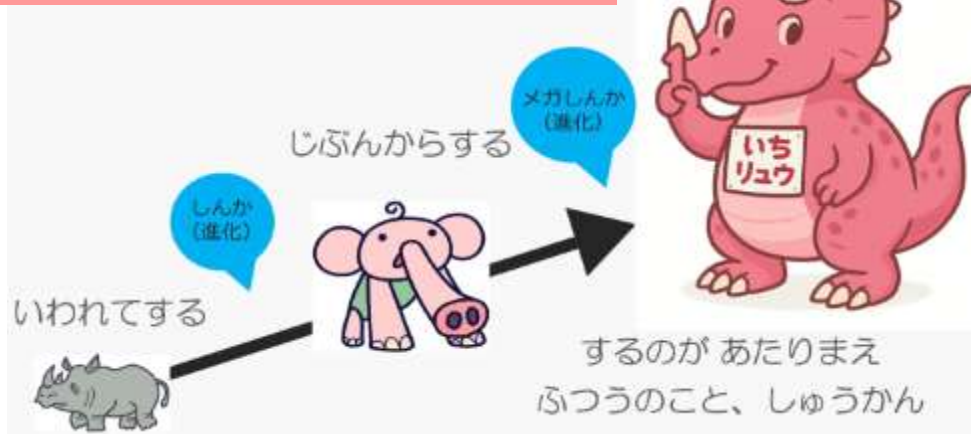 メガしんか
(進化)
じぶんからする
いち
リュウ
しんか
(進化)
いわれてする
するのが あたりまえ
ふつうのこと、しゅうかん